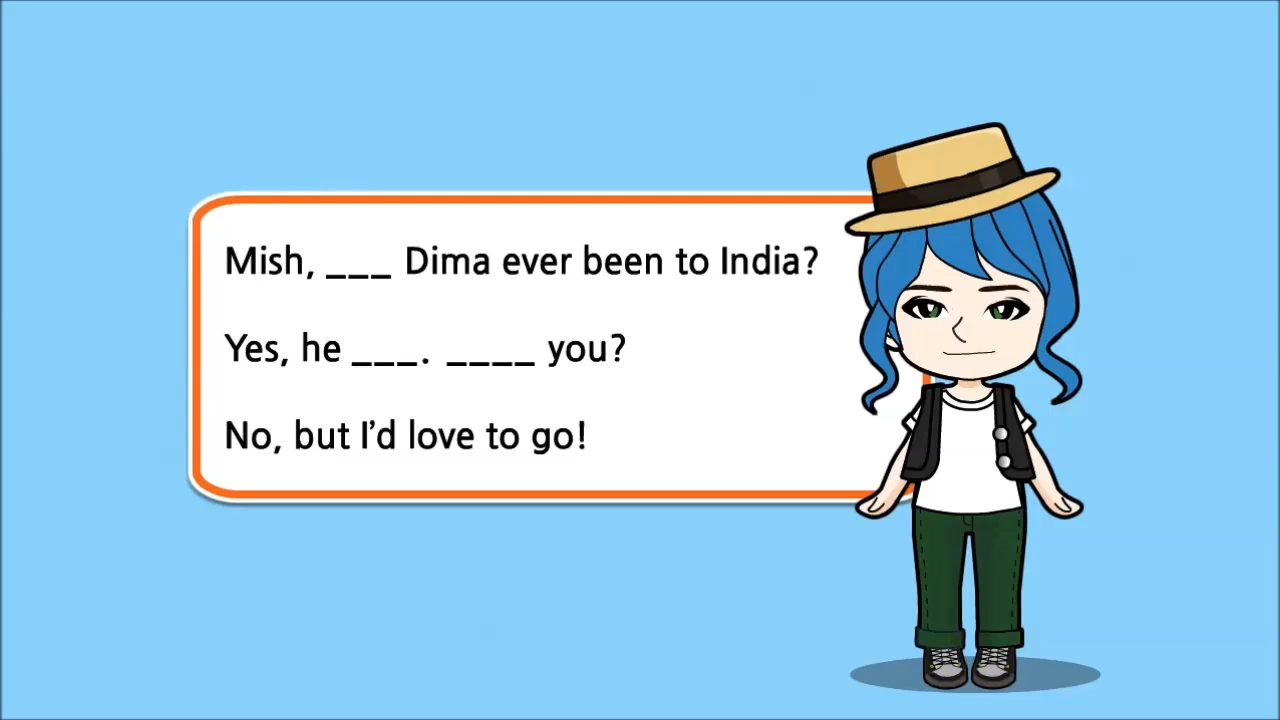 Mish, ___ Dima ever been to India?
Yes, he ___. ____ you?
No, but I’d love to go!